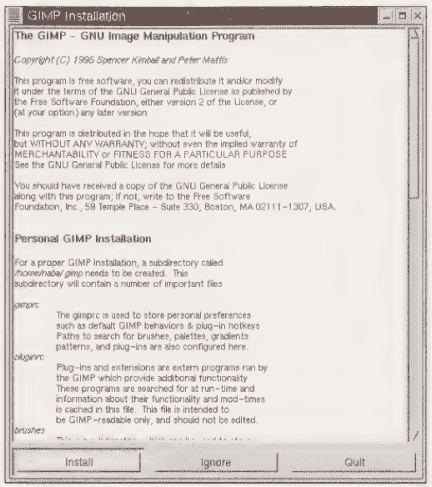 GIMP Installation
The GIMP - GNU Image Manipulation Program
Copyright (C) 1995 Spencer Kimball and Peter Mattis
This program is free software, you can redistribute it and/or modify
it under the terms of the GNU General Public License as published by
the Free Software Foundation, either version 2 of the License, or
(at your option) any later version
This program is distributed in the hope that it will be useful,
but WITHOUT ANY WARRANTY; without even the implied warranty of
MERCHANTABILITY or FITNESS FOR A PARTICULAR PURPOSE
See the GNU General Public License for more details
You should have received a copy of the GNU General Public License
along with this program; if not, write to the Free Software
Foundation, Inc., 59 Temple Place - Suite 330, Boston, MA 02111-1307, USA.
Personal GIMP Installation
For a proper GIMP installation, a subdirectory called
/home/naba/.gimp needs to be created. This
subdirectory will contain a number of important files
gimprc
The gimprc is used to store personal preferences
such as default GIMP behaviors & plug-in hotkeys
Paths to search for brushes, palettes, gradients
patterns, and plug-ins are also configured here.
pluginrc
Plug-ins and extensions are extern programs run by
the GIMP which provide additional functionality
These programs are searched for at run-time and
information about their functionality and mod-times
is cached in this file. This file is intended to
be GIMP-readable only, and should not be edited.
brushes
Install
Ignore
Quit